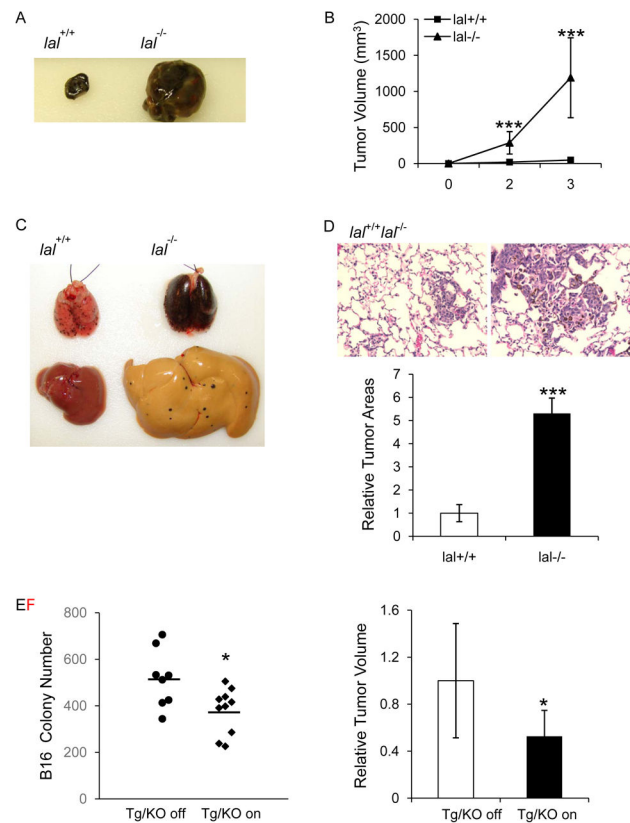 A
lal+/+ lal-/-
B
lal+/+
lal-/-
Tumor Volume (mm3)
2000
1500
1000
500
0
***
***
0 2 3
C
lal+/+ lal-/-
D
lal+/+lal-/-
Relative Tumor Areas
7
6
5
4
3
2
1
0
***
lal+/+ lal-/-
EF
B16 Colony Number
800
600
400
200
0
*
Tg/KO off Tg/KO on
Relative Tumor Volume
1.6
1.2
0.8
0.4
0
*
Tg/KO off Tg/KO on